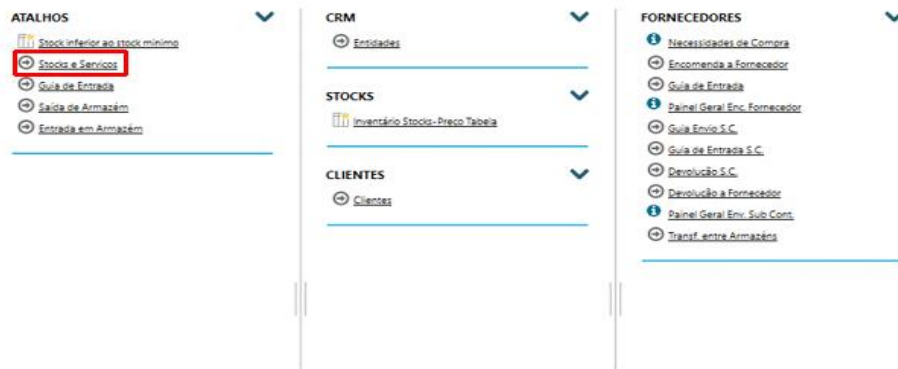 ATALHOS
Stock inferior ao stock mínimo
Stocks e Serviços
Guia de Entrada
Saída de Armazém
Entrada em Armazém
CRM
Entidades
STOCKS
Inventário Stocks-Preço Tabela
CLIENTES
Clientes
FORNECEDORES
Necessidades de Compra
Encomenda a Fornecedor
Guia de Entrada
Painel Geral Enc. Fornecedor
Guia Envio S.C.
Guia de Entrada S.C.
Devolução S.C.
Devolução a Fornecedor
Painel Geral Env. Sub Cont.
Transf. entre Armazéns